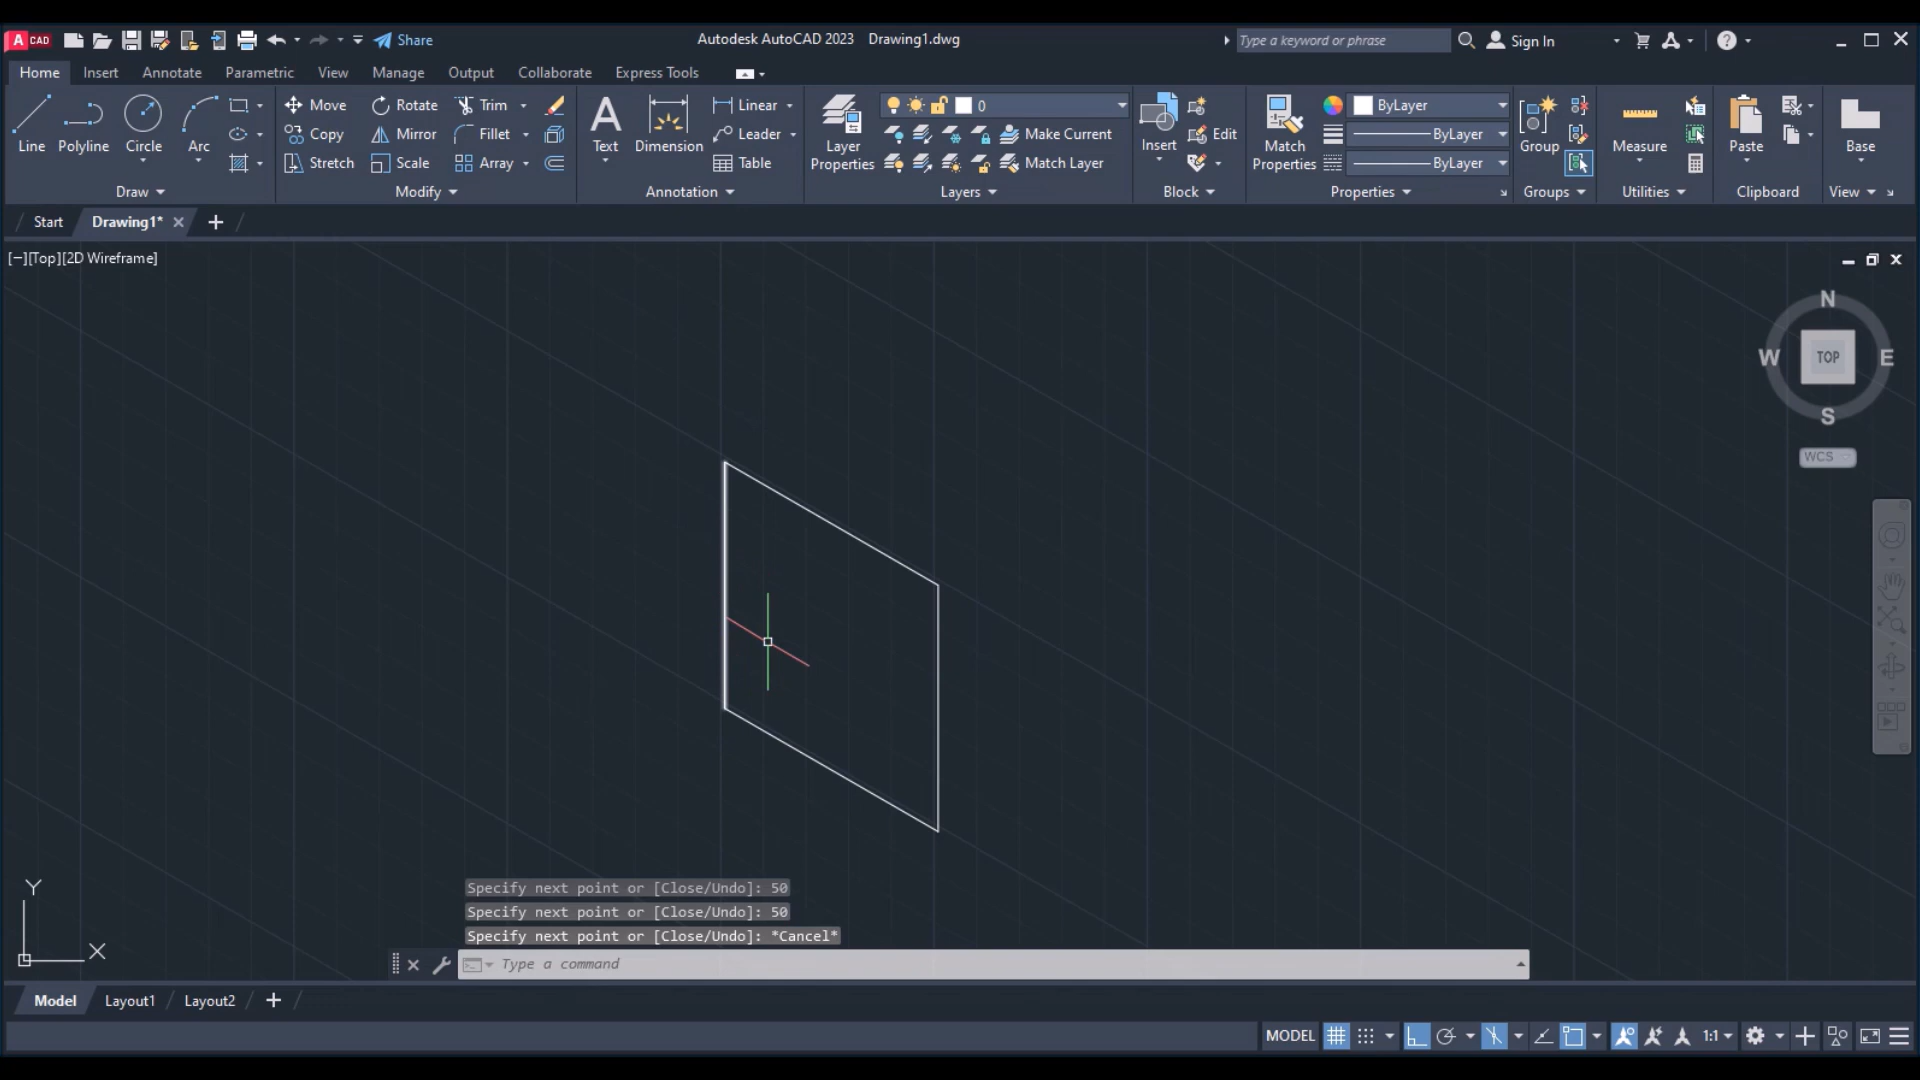 A CAD Share Autodesk AutoCAD 2023 Drawing1.dwg Type a keyword or phrase Sign In
Home Insert Annotate Parametric View Manage Output Collaborate Express Tools
Move Rotate Trim Linear 0 ByLayer
Copy Mirror Fillet Leader Make Current Edit ByLayer
Line Polyline Circle Arc Text Dimension Layer Properties Insert Match Properties Group Measure Paste Base
Stretch Scale Array Table Match Layer ByLayer
Draw Modify Annotation Layers Block Properties Groups Utilities Clipboard View
Start Drawing1*
[−][Top][2D Wireframe]
N
W TOP E
S
WCS
Specify next point or [Close/Undo]: 50
Specify next point or [Close/Undo]: 50
Specify next point or [Close/Undo]: *Cancel*
Y
X
Type a command
Model Layout1 Layout2
MODEL 1:1